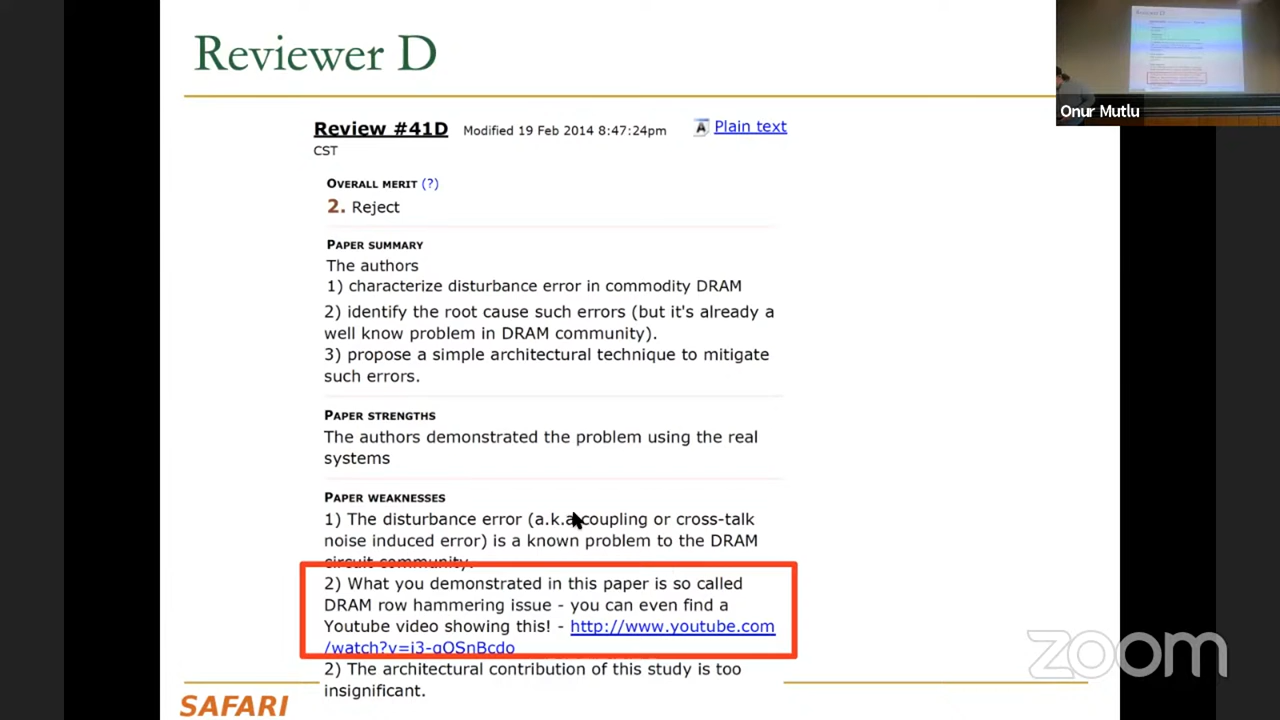 Reviewer D
Review #41D Modified 19 Feb 2014 8:47:24pm A Plain text
CST
OVERALL MERIT (?)
2. Reject
PAPER SUMMARY
The authors
1) characterize disturbance error in commodity DRAM
2) identify the root cause such errors (but it's already a
well know problem in DRAM community).
3) propose a simple architectural technique to mitigate
such errors.
PAPER STRENGTHS
The authors demonstrated the problem using the real
systems
PAPER WEAKNESSES
1) The disturbance error (a.k.a coupling or cross-talk
noise induced error) is a known problem to the DRAM
circuit community.
2) What you demonstrated in this paper is so called
DRAM row hammering issue - you can even find a
Youtube video showing this! - http://www.youtube.com
/watch?v=i3-gQSnBcdo
2) The architectural contribution of this study is too
insignificant.
SAFARI
Onur Mutlu
zoom